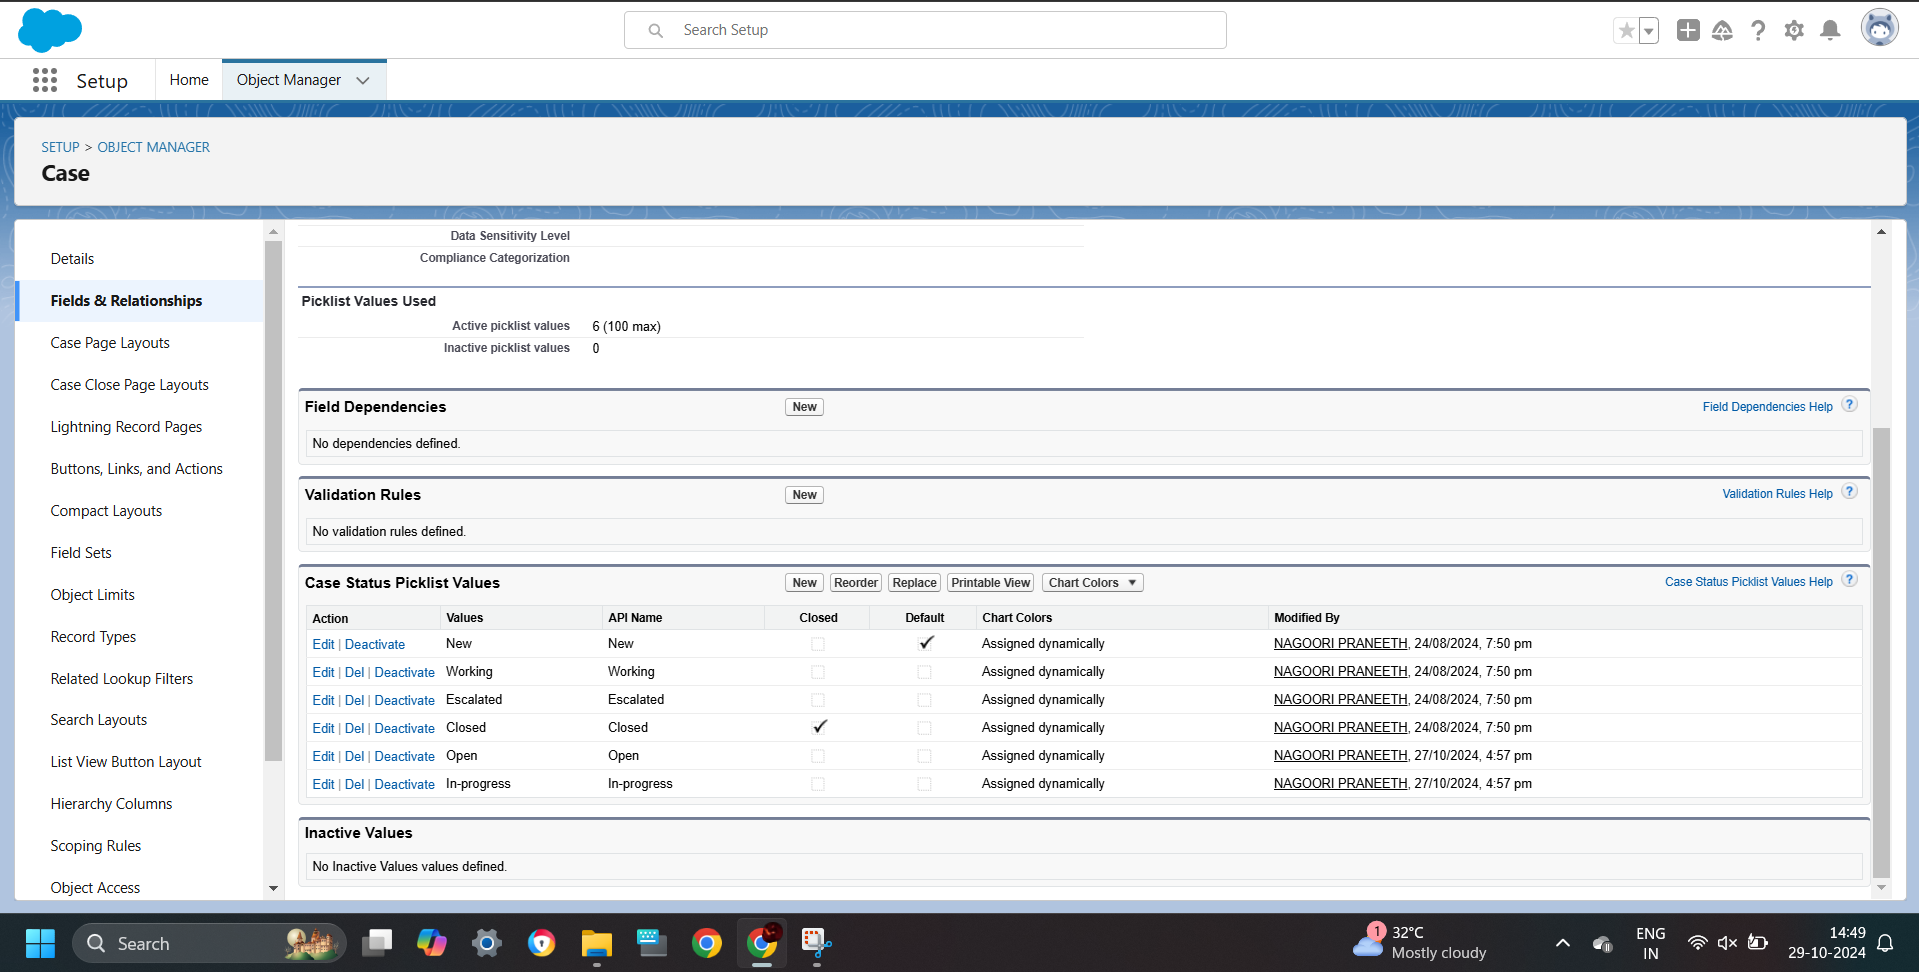 Search Setup
Setup
Home
Object Manager
SETUP > OBJECT MANAGER
Case
Details
Fields & Relationships
Case Page Layouts
Case Close Page Layouts
Lightning Record Pages
Buttons, Links, and Actions
Compact Layouts
Field Sets
Object Limits
Record Types
Related Lookup Filters
Search Layouts
List View Button Layout
Hierarchy Columns
Scoping Rules
Object Access
Data Sensitivity Level
Compliance Categorization
Picklist Values Used
Active picklist values 6 (100 max)
Inactive picklist values 0
Field Dependencies New Field Dependencies Help ?
No dependencies defined.
Validation Rules New Validation Rules Help ?
No validation rules defined.
Case Status Picklist Values New Reorder Replace Printable View Chart Colors Case Status Picklist Values Help ?
Action Values API Name Closed Default Chart Colors Modified By
Edit | Deactivate New New Assigned dynamically NAGOORI PRANEETH, 24/08/2024, 7:50 pm
Edit | Del | Deactivate Working Working Assigned dynamically NAGOORI PRANEETH, 24/08/2024, 7:50 pm
Edit | Del | Deactivate Escalated Escalated Assigned dynamically NAGOORI PRANEETH, 24/08/2024, 7:50 pm
Edit | Del | Deactivate Closed Closed Assigned dynamically NAGOORI PRANEETH, 24/08/2024, 7:50 pm
Edit | Del | Deactivate Open Open Assigned dynamically NAGOORI PRANEETH, 27/10/2024, 4:57 pm
Edit | Del | Deactivate In-progress In-progress Assigned dynamically NAGOORI PRANEETH, 27/10/2024, 4:57 pm
Inactive Values
No Inactive Values values defined.
Search
1
32°C
Mostly cloudy
ENG
IN
14:49
29-10-2024